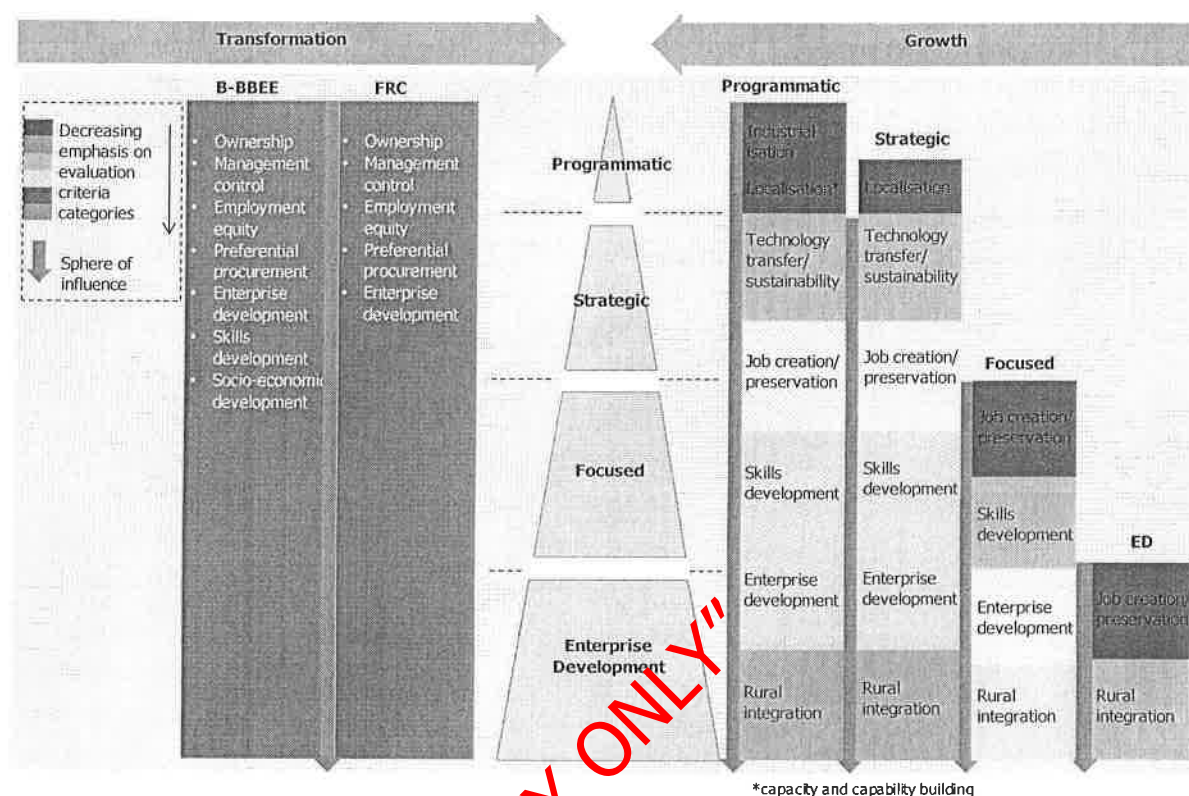 Transformation
Growth
B-BBEE
FRC
Programmatic
Strategic
Decreasing
emphasis on
evaluation
criteria
categories
Sphere of
influence
• Ownership
• Management
control
• Employment
equity
• Preferential
procurement
• Enterprise
development
• Skills
development
• Socio-economic
development
• Ownership
• Management
control
• Employment
equity
• Preferential
procurement
• Enterprise
development
Programmatic
Strategic
Focused
Enterprise
Development
Industrial
isation
Localisation*
Technology
transfer/
sustainability
Job creation/
preservation
Skills
development
Enterprise
development
Rural
integration
Localisation
Technology
transfer/
sustainability
Job creation/
preservation
Skills
development
Enterprise
development
Rural
integration
Focused
Job creation/
preservation
Skills
development
Enterprise
development
Rural
integration
ED
Job creation/
preservation
Rural
integration
*capacity and capability building
Y ONLY"